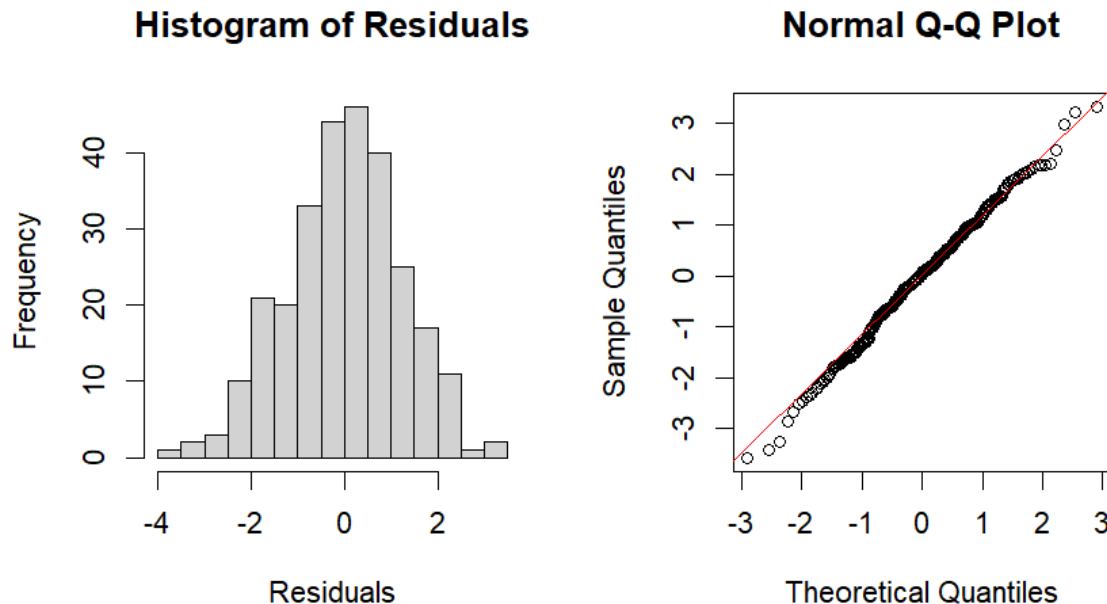 Histogram of Residuals
Frequency
0 10 20 30 40
-4 -2 0 2
Residuals
Normal Q-Q Plot
Sample Quantiles
-3 -2 -1 0 1 2 3
-3 -2 -1 0 1 2 3
Theoretical Quantiles